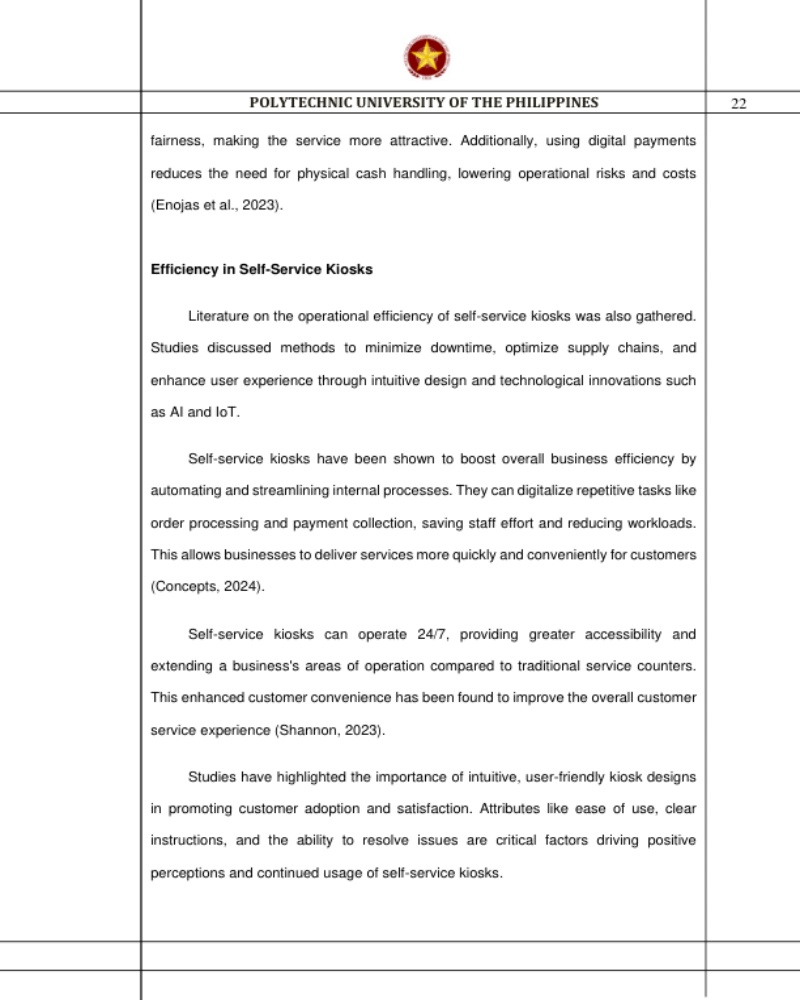 POLYTECHNIC UNIVERSITY OF THE PHILIPPINES
22
fairness, making the service more attractive. Additionally, using digital payments
reduces the need for physical cash handling, lowering operational risks and costs
(Enojas et al., 2023).
Efficiency in Self-Service Kiosks
Literature on the operational efficiency of self-service kiosks was also gathered.
Studies discussed methods to minimize downtime, optimize supply chains, and
enhance user experience through intuitive design and technological innovations such
as AI and IoT.
Self-service kiosks have been shown to boost overall business efficiency by
automating and streamlining internal processes. They can digitalize repetitive tasks like
order processing and payment collection, saving staff effort and reducing workloads.
This allows businesses to deliver services more quickly and conveniently for customers
(Concepts, 2024).
Self-service kiosks can operate 24/7, providing greater accessibility and
extending a business's areas of operation compared to traditional service counters.
This enhanced customer convenience has been found to improve the overall customer
service experience (Shannon, 2023).
Studies have highlighted the importance of intuitive, user-friendly kiosk designs
in promoting customer adoption and satisfaction. Attributes like ease of use, clear
instructions, and the ability to resolve issues are critical factors driving positive
perceptions and continued usage of self-service kiosks.